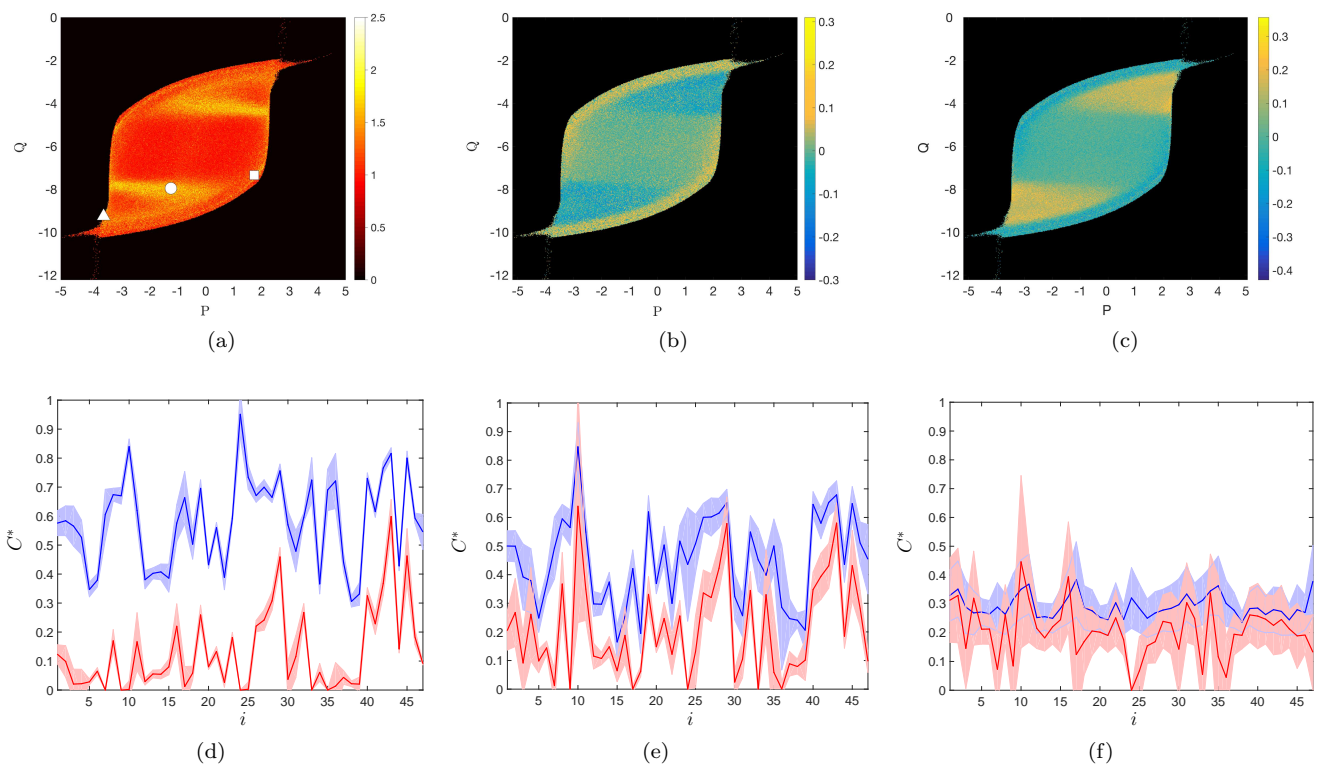 0 -2 -4 -6 -8 -10 -12
Q
-5 -4 -3 -2 -1 0 1 2 3 4 5
P
2.5 2 1.5 1 0.5 0
(a)
0 -2 -4 -6 -8 -10 -12
Q
-5 -4 -3 -2 -1 0 1 2 3 4 5
P
0.3 0.2 0.1 0 -0.1 -0.2 -0.3
(b)
0 -2 -4 -6 -8 -10 -12
Q
-5 -4 -3 -2 -1 0 1 2 3 4 5
P
0.3 0.2 0.1 0 -0.1 -0.2 -0.3 -0.4
(c)
1 0.9 0.8 0.7 0.6 0.5 0.4 0.3 0.2 0.1 0
C*
5 10 15 20 25 30 35 40 45
i
(d)
1 0.9 0.8 0.7 0.6 0.5 0.4 0.3 0.2 0.1 0
C*
5 10 15 20 25 30 35 40 45
i
(e)
1 0.9 0.8 0.7 0.6 0.5 0.4 0.3 0.2 0.1 0
C*
5 10 15 20 25 30 35 40 45
i
(f)